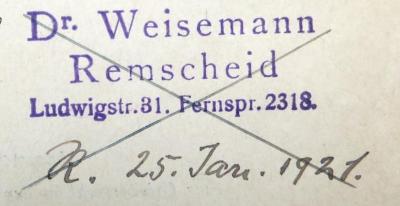 Dr. Weisemann
Remscheid
Ludwigstr. 31. Fernspr. 2318.
R. 25. Jan. 1921.